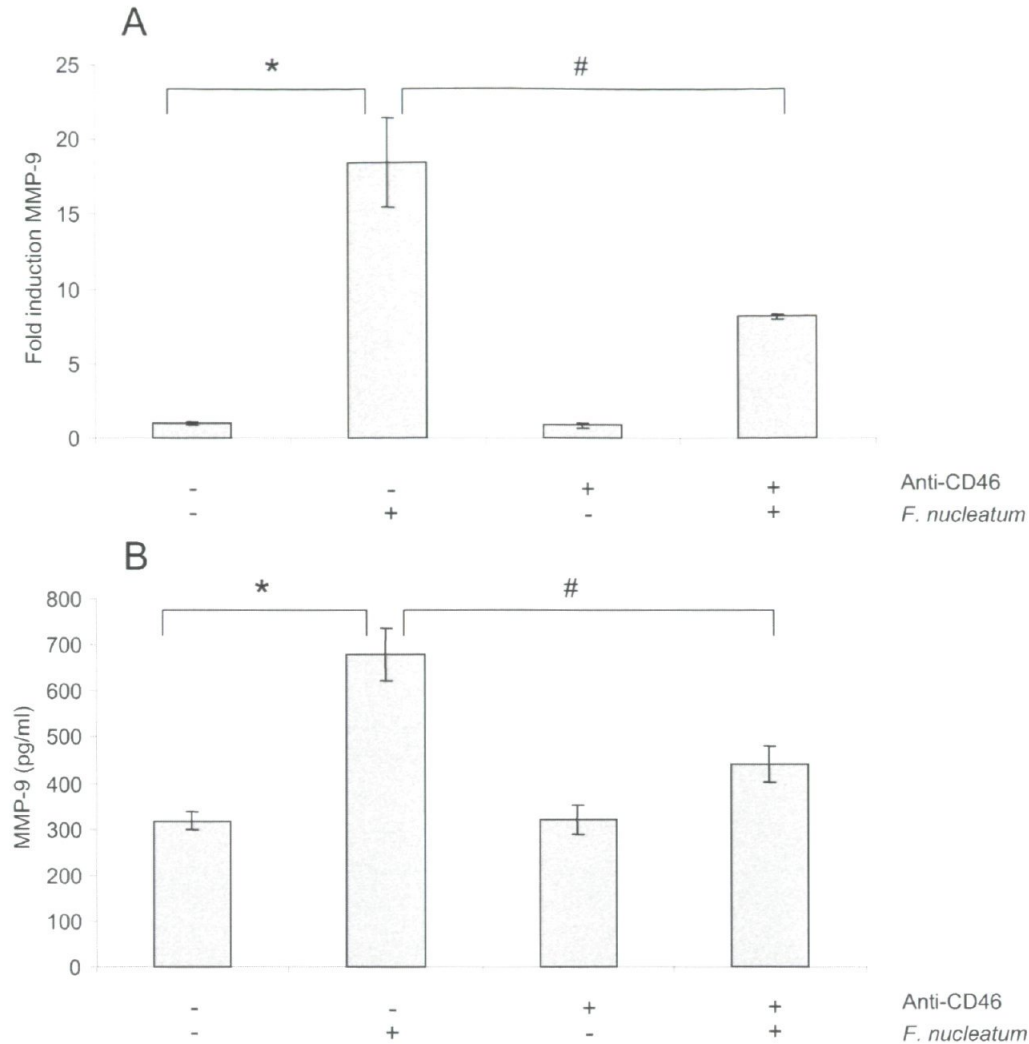 A
* #
25
20
15
10
5
0
Fold induction MMP-9
- - + + Anti-CD46
- + - + F. nucleatum
B
* #
800
700
600
500
400
300
200
100
0
MMP-9 (pg/ml)
- - + + Anti-CD46
- + - + F. nucleatum